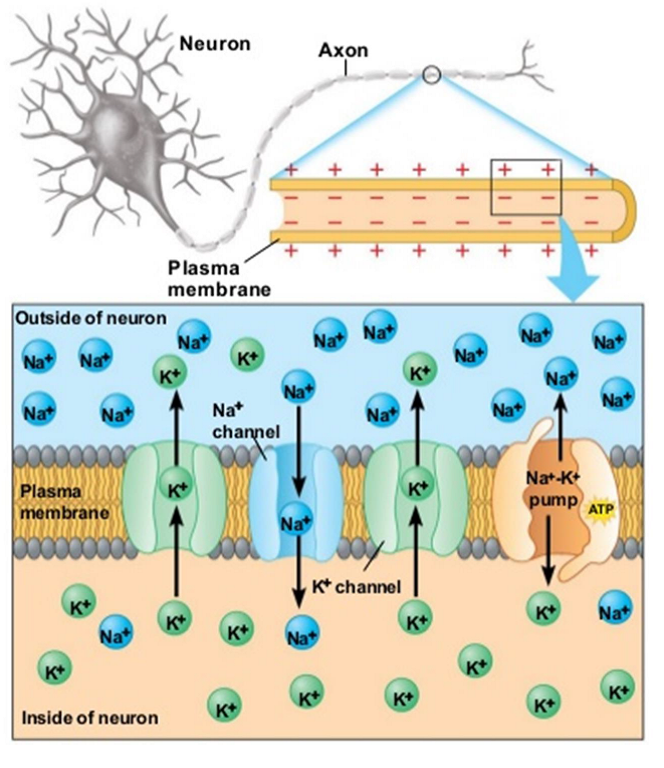 Neuron
Axon
+ + + + + + + +
− − − − − − − −
− − − − − − − −
+ + + + + + + +
Plasma
membrane
Outside of neuron
Na+
Na+
Na+
K+
K+
Na+
Na+
K+
Na+
Na+
Na+
Na+
Na+
Na+
Na+
Na+
Na+
Na+
Na+
channel
Plasma
membrane
K+
Na+
K+
Na+-K+
pump
ATP
K+ channel
K+
Na+
K+
K+
Na+
K+
K+
Na+
K+
K+
K+
K+
K+
K+
K+
Inside of neuron